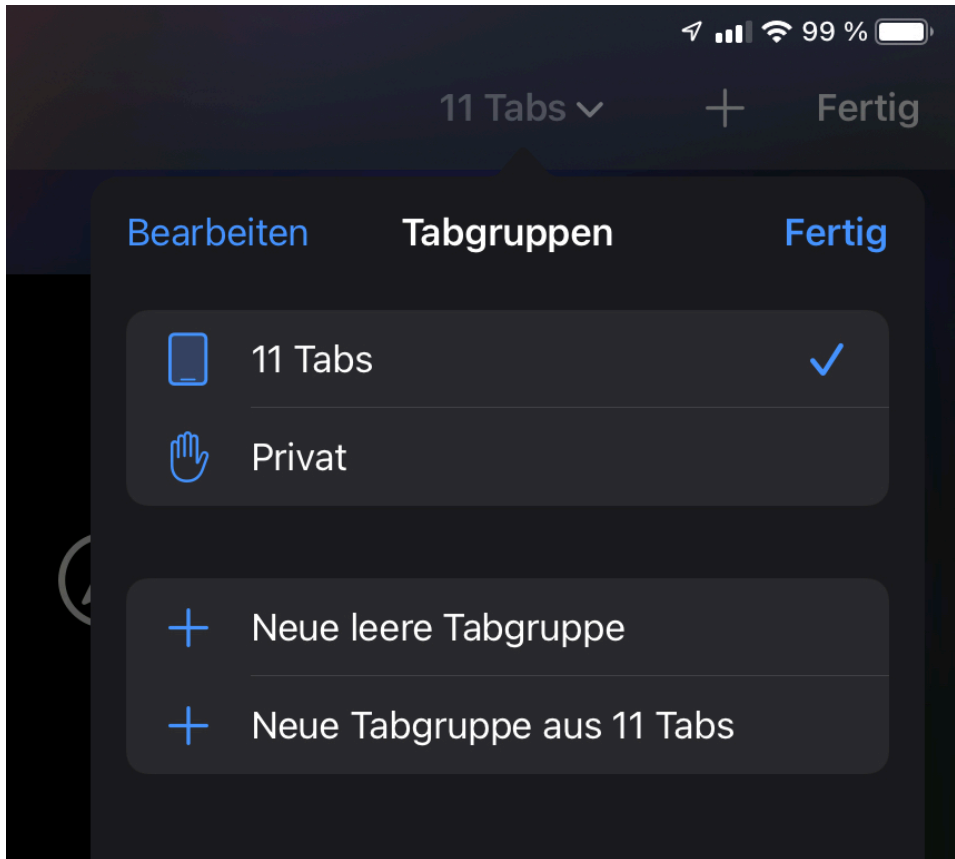 99 %
11 Tabs
Fertig
Bearbeiten
Tabgruppen
Fertig
11 Tabs
Privat
Neue leere Tabgruppe
Neue Tabgruppe aus 11 Tabs